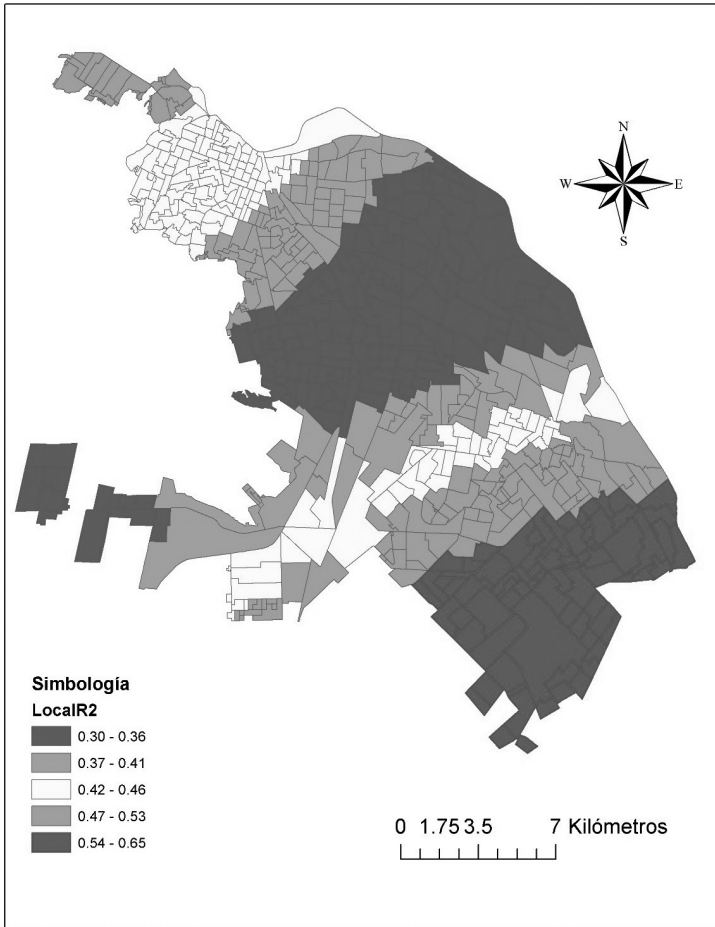 N
W E
S
Simbología
LocalR2
0.30 - 0.36
0.37 - 0.41
0.42 - 0.46
0.47 - 0.53
0.54 - 0.65
0 1.75 3.5 7 Kilómetros